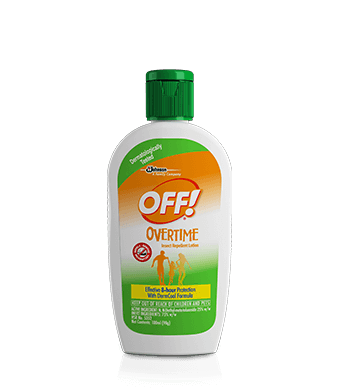 Dermatologically
Tested
SC Johnson
A Family Company
OFF!
OVERTIME
Insect Repellent Lotion
Effective 8-hour Protection
With DermCool Formula
KEEP OUT OF REACH OF CHILDREN AND PETS